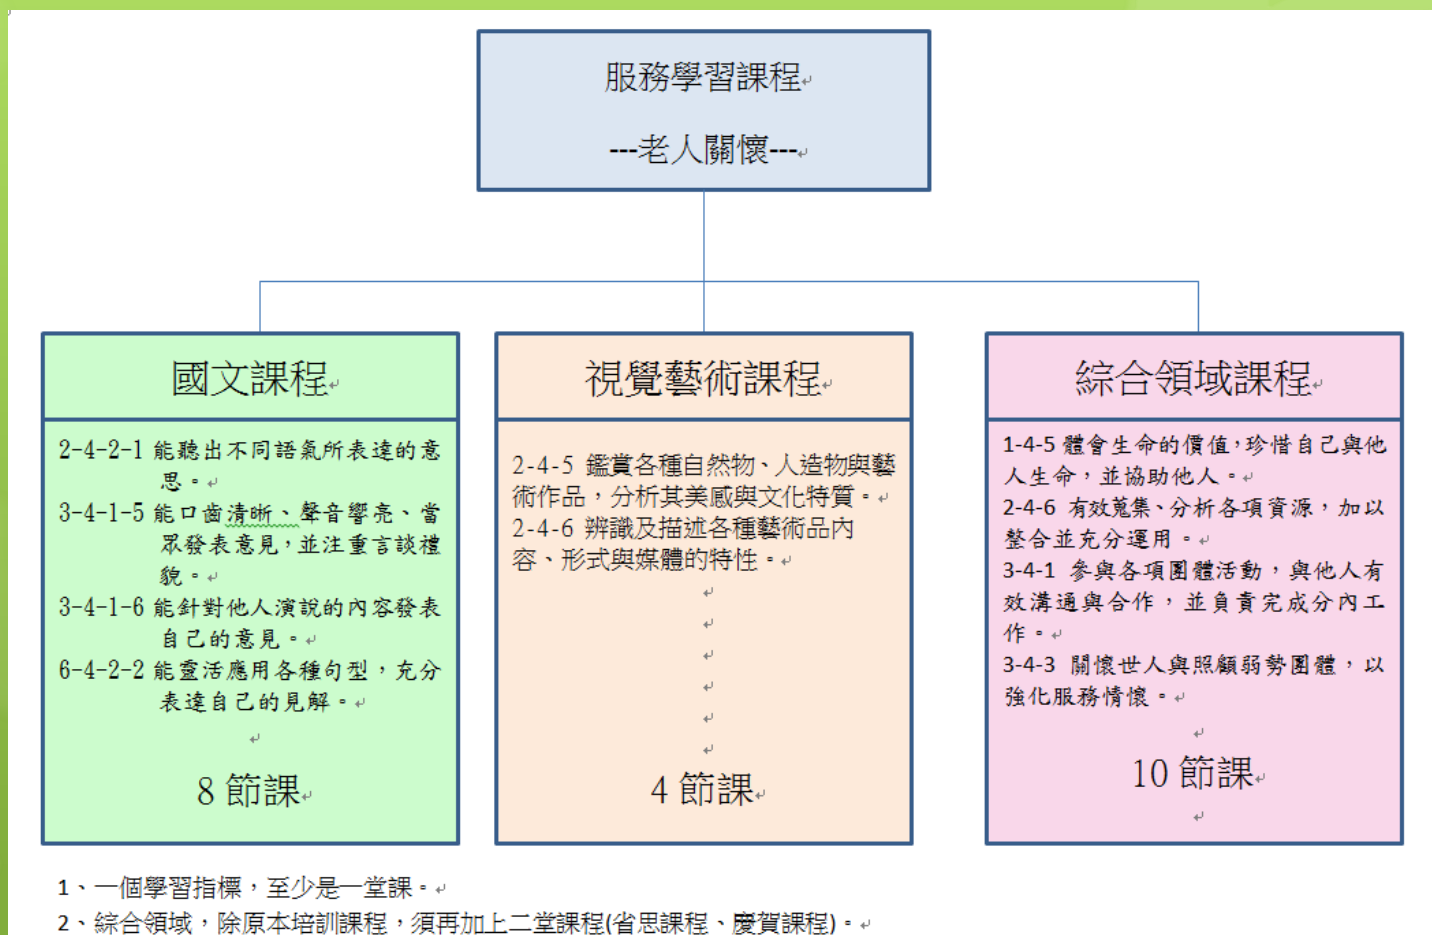 服務學習課程
---老人關懷---
國文課程
2-4-2-1 能聽出不同語氣所表達的意
思。
3-4-1-5 能口齒清晰、聲音響亮、當
眾發表意見，並注重言談禮
貌。
3-4-1-6 能針對他人演說的內容發表
自己的意見。
6-4-2-2 能靈活應用各種句型，充分
表達自己的見解。
8 節課
視覺藝術課程
2-4-5 鑑賞各種自然物、人造物與藝
術作品，分析其美感與文化特質。
2-4-6 辨識及描述各種藝術品內
容、形式與媒體的特性。
4 節課
綜合領域課程
1-4-5 體會生命的價值，珍惜自己與他
人生命，並協助他人。
2-4-6 有效蒐集、分析各項資源，加以
整合並充分運用。
3-4-1 參與各項團體活動，與他人有
效溝通與合作，並負責完成分內工
作。
3-4-3 關懷世人與照顧弱勢團體，以
強化服務情懷。
10 節課
1、一個學習指標，至少是一堂課。
2、綜合領域，除原本培訓課程，須再加上二堂課程(省思課程、慶賀課程)。